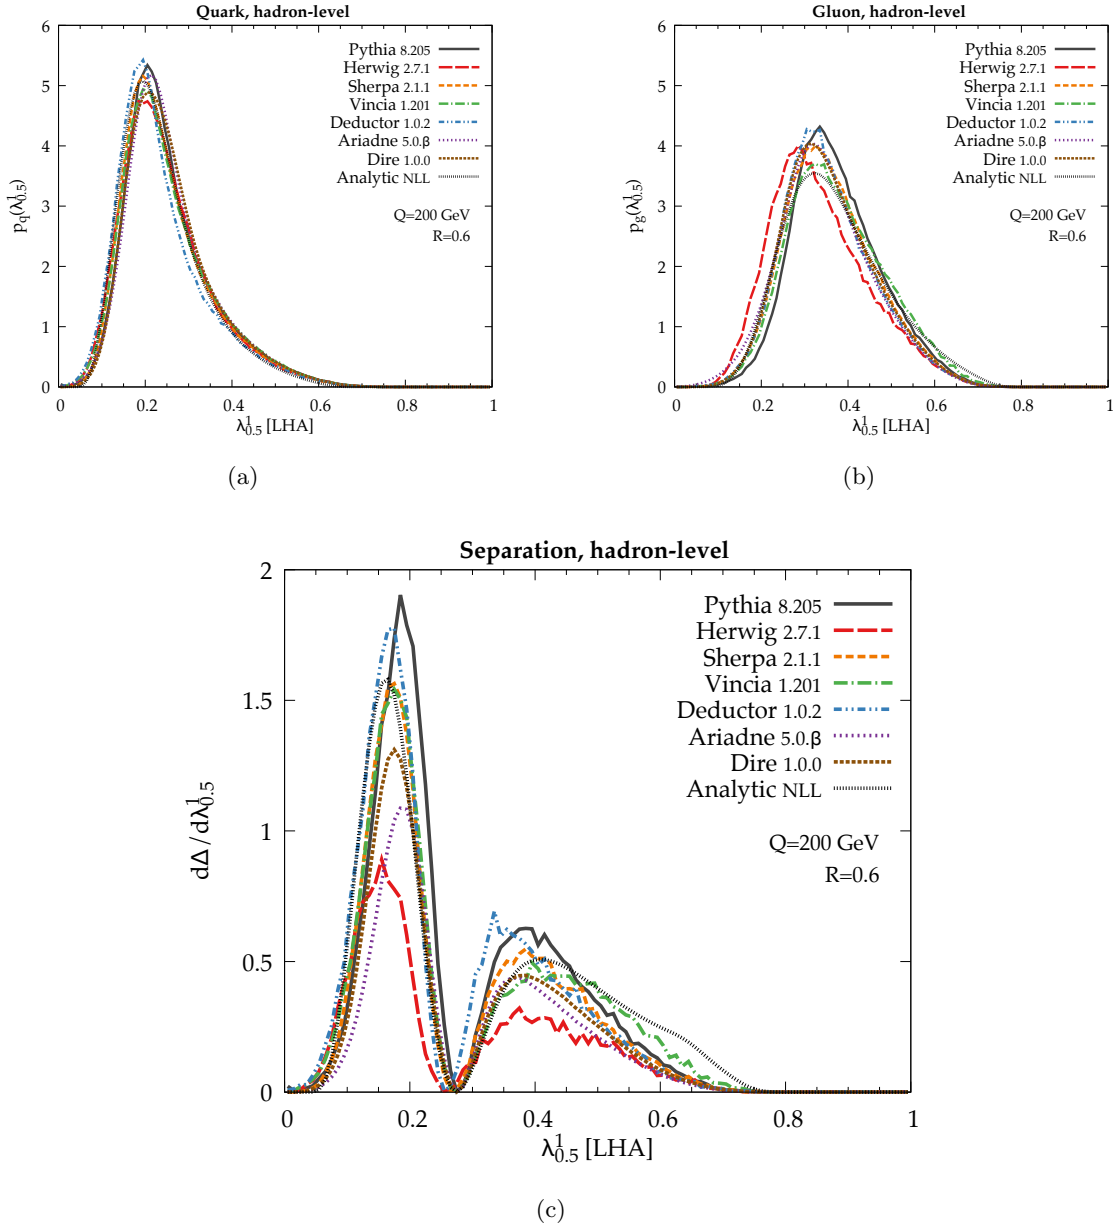 Quark, hadron-level
p_q(λ^1_0.5)
6
5
4
3
2
1
0
Pythia 8.205
Herwig 2.7.1
Sherpa 2.1.1
Vincia 1.201
Deductor 1.0.2
Ariadne 5.0.β
Dire 1.0.0
Analytic NLL
Q=200 GeV
R=0.6
0 0.2 0.4 0.6 0.8 1
λ^1_0.5 [LHA]
(a)
Gluon, hadron-level
p_g(λ^1_0.5)
6
5
4
3
2
1
0
Pythia 8.205
Herwig 2.7.1
Sherpa 2.1.1
Vincia 1.201
Deductor 1.0.2
Ariadne 5.0.β
Dire 1.0.0
Analytic NLL
Q=200 GeV
R=0.6
0 0.2 0.4 0.6 0.8 1
λ^1_0.5 [LHA]
(b)
Separation, hadron-level
dΔ/dλ^1_0.5
2
1.5
1
0.5
0
Pythia 8.205
Herwig 2.7.1
Sherpa 2.1.1
Vincia 1.201
Deductor 1.0.2
Ariadne 5.0.β
Dire 1.0.0
Analytic NLL
Q=200 GeV
R=0.6
0 0.2 0.4 0.6 0.8 1
λ^1_0.5 [LHA]
(c)